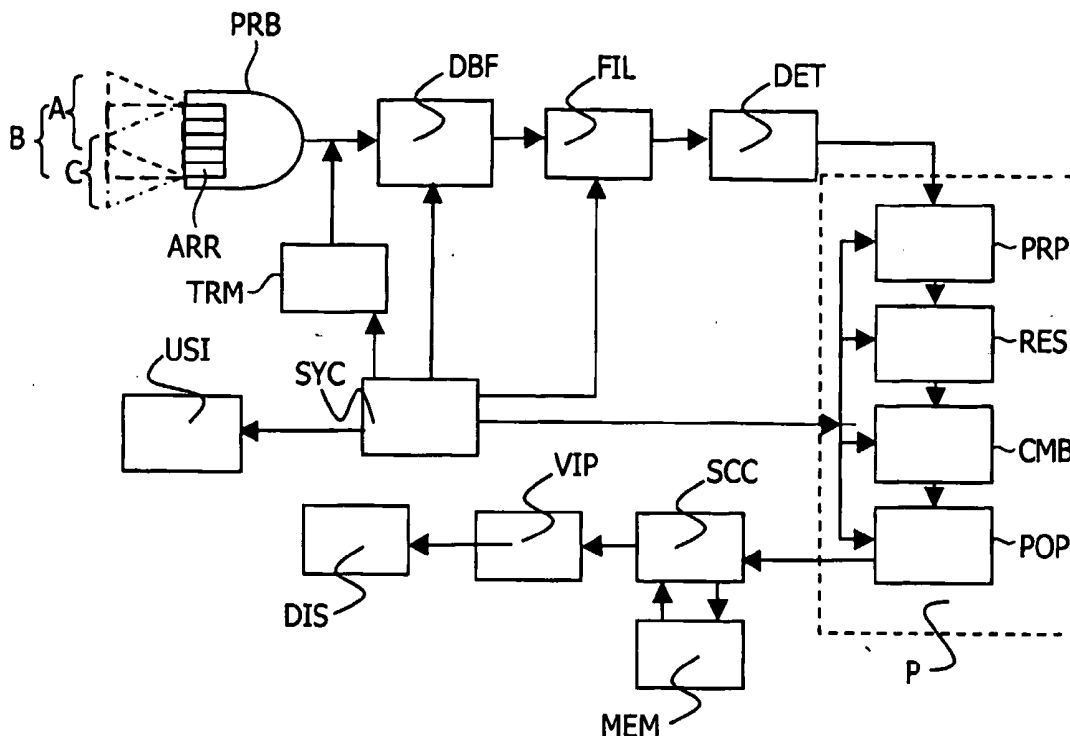 PRB
DBF
FIL
DET
A
B
C
ARR
TRM
PRP
USI
SYC
RES
CMB
VIP
SCC
POP
DIS
MEM
P